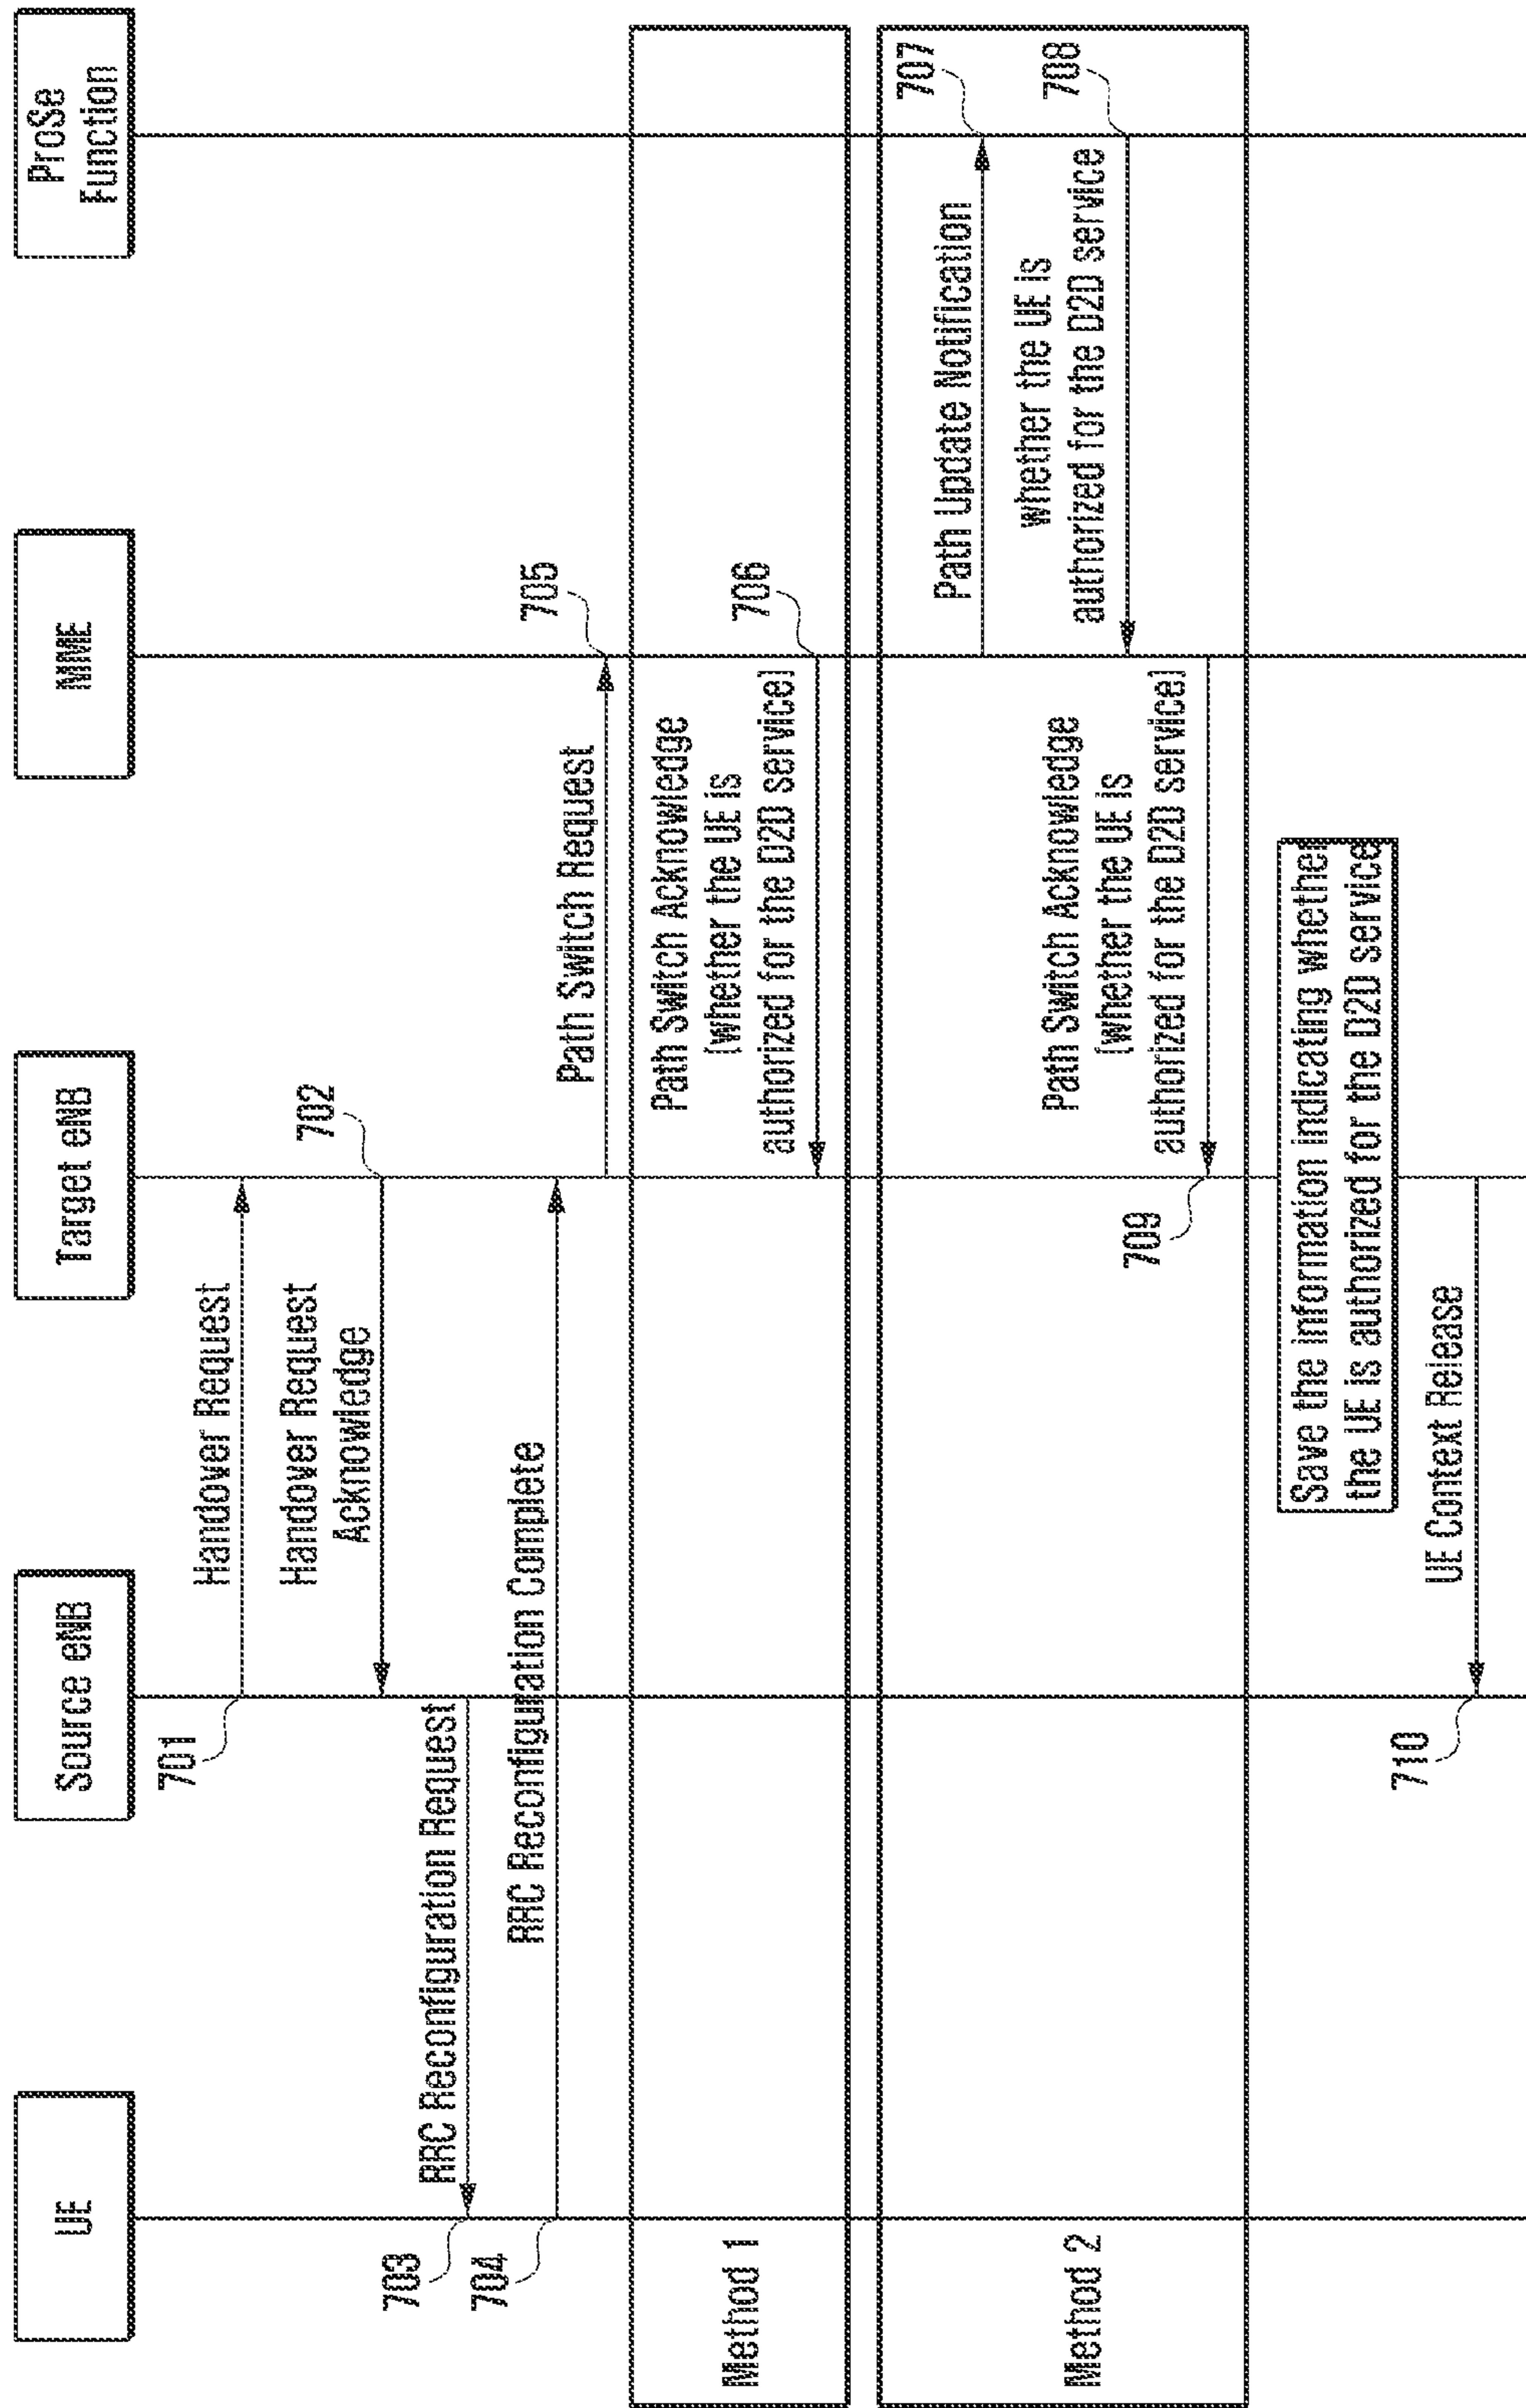 UE
Source eNB
Target eNB
MME
ProSe
Function
701
Handover Request
Handover Request
Acknowledge
702
703
RRC Reconfiguration Request
704
RRC Reconfiguration Complete
Path Switch Request
705
Method 1
Path Switch Acknowledge
(whether the UE is
authorized for the D2D service)
706
Method 2
Path Update Notification
707
whether the UE is
authorized for the D2D service
708
Path Switch Acknowledge
(whether the UE is
authorized for the D2D service)
709
Save the information indicating whether
the UE is authorized for the D2D service
UE Context Release
710